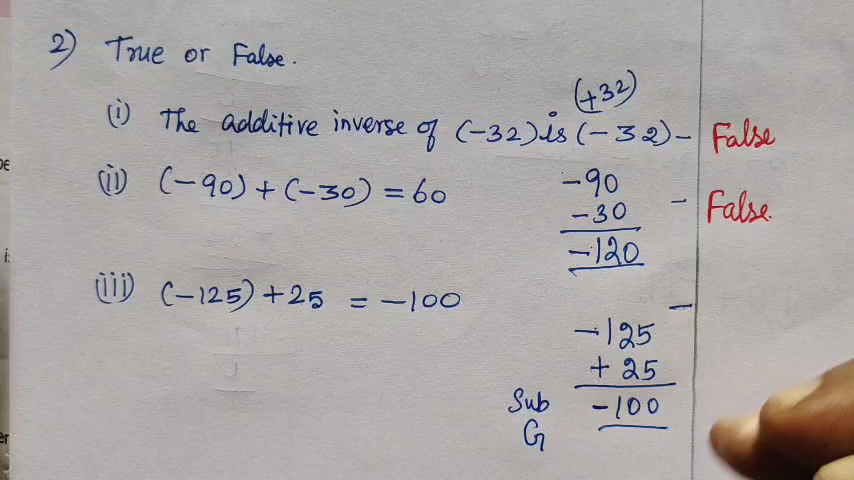 2) True or False.
(+32)
(i) The additive inverse of (-32) is (-32) - False
(ii) (-90) + (-30) = 60
-90
-30 - False.
-120
(iii) (-125) + 25 = -100
-
-125
+ 25
Sub -100
G